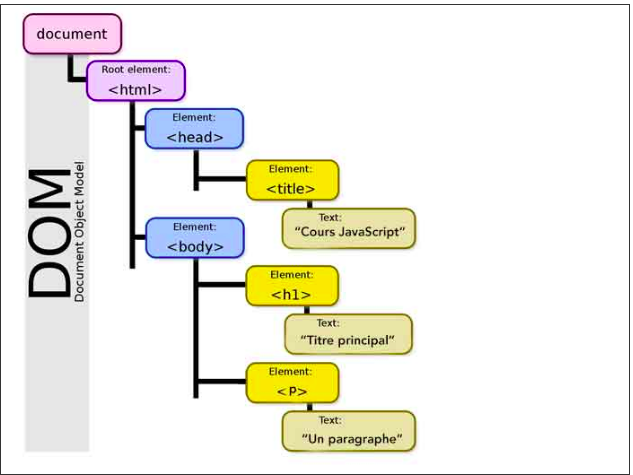 document
Root element:
<html>
Element:
<head>
Element:
<title>
Text:
“Cours JavaScript”
DOM
Document Object Model
Element:
<body>
Element:
<h1>
Text:
“Titre principal”
Element:
<P>
Text:
“Un paragraphe”